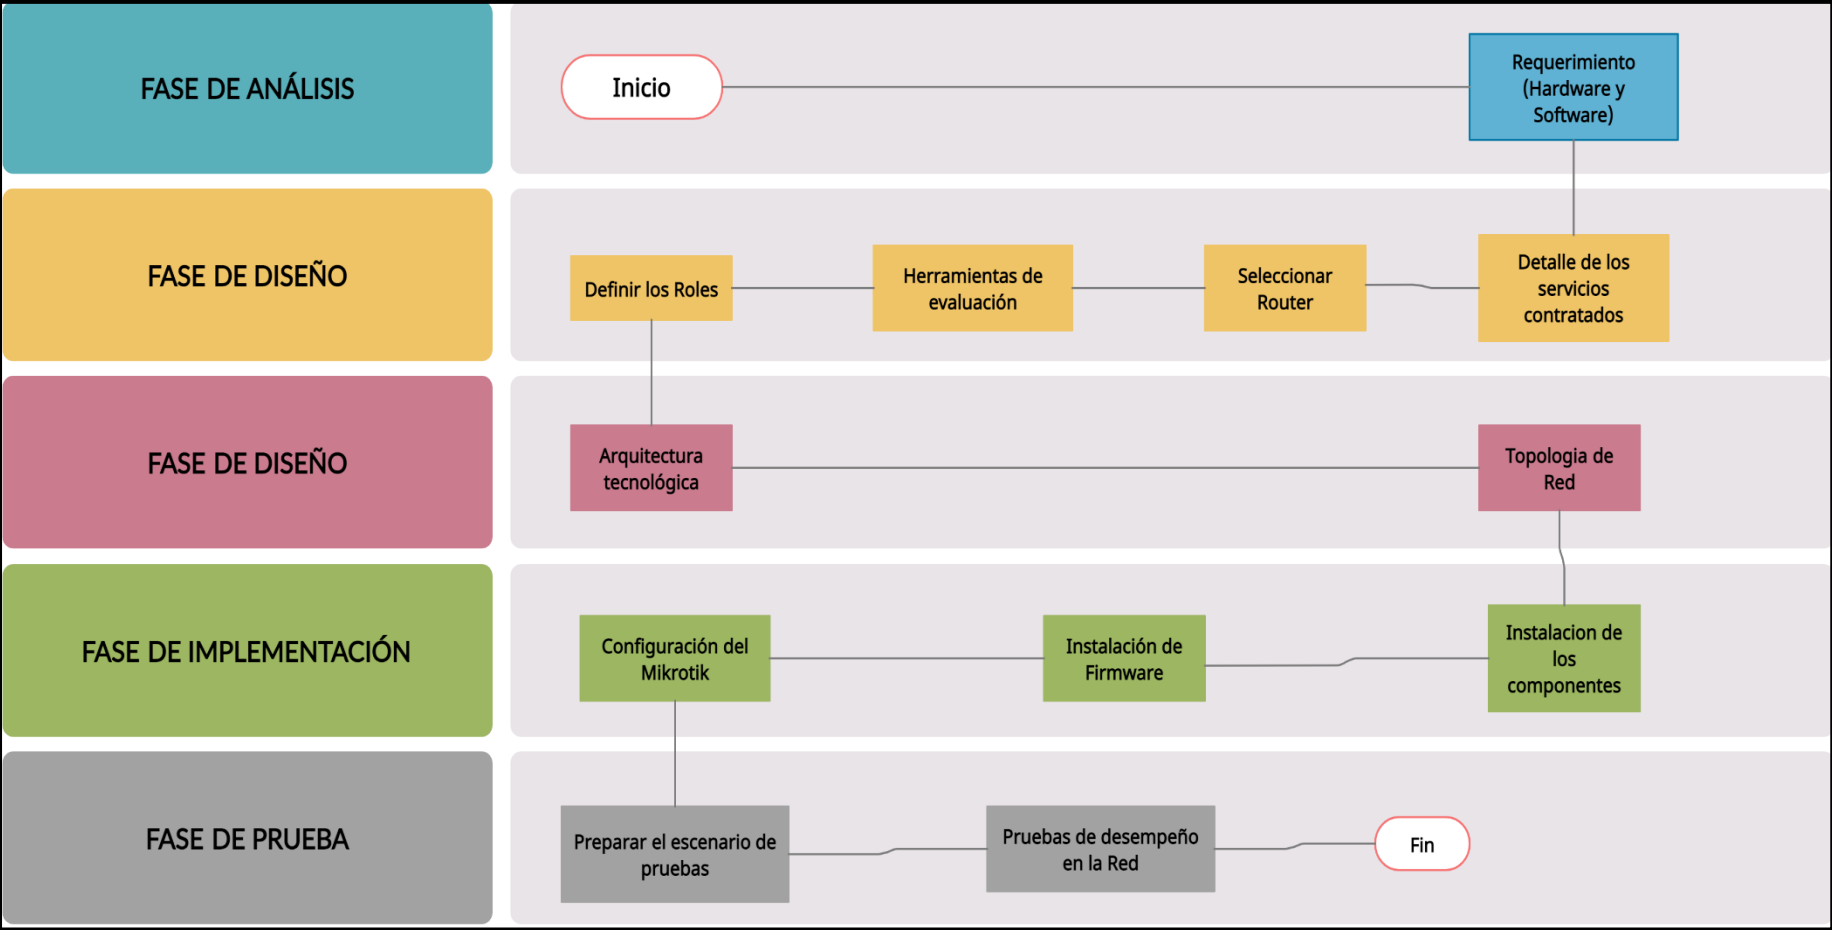 FASE DE ANÁLISIS
Inicio
Requerimiento
(Hardware y
Software)
FASE DE DISEÑO
Definir los Roles
Herramientas de
evaluación
Seleccionar
Router
Detalle de los
servicios
contratados
FASE DE DISEÑO
Arquitectura
tecnológica
Topologia de
Red
FASE DE IMPLEMENTACIÓN
Configuración del
Mikrotik
Instalación de
Firmware
Instalacion de
los
componentes
FASE DE PRUEBA
Preparar el escenario de
pruebas
Pruebas de desempeño
en la Red
Fin